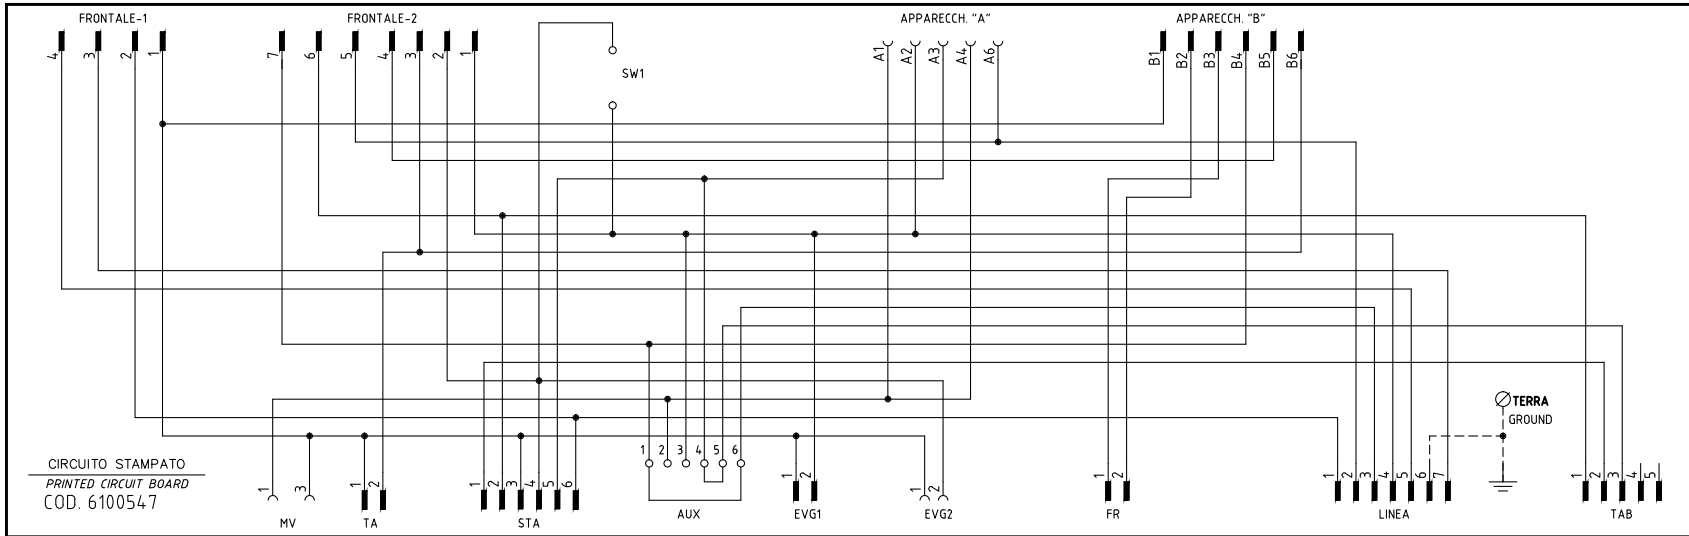 FRONTALE-1 FRONTALE-2 APPARECCH. "A" APPARECCH. "B"
4 3 2 1 7 6 5 4 3 2 1 A1 A2 A3 A4 A6 B1 B2 B3 B4 B5 B6
SW1
TERRA
GROUND
1 2 3 4 5 6
CIRCUITO STAMPATO
PRINTED CIRCUIT BOARD
COD. 6100547
1 3 1 2 1 2 3 4 5 6 1 2 1 2 1 2 1 2 3 4 5 6 7 1 2 3 4 5
MV TA STA AUX EVG1 EVG2 FR LINEA TAB